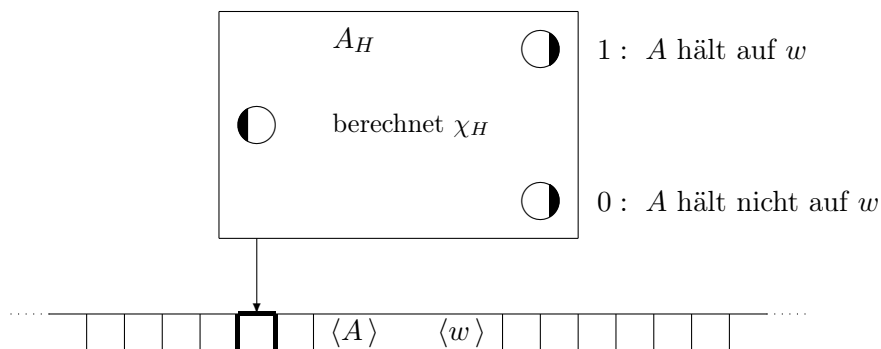 A_H
1 : A hält auf w
berechnet χ_H
0 : A hält nicht auf w
⟨A⟩ ⟨w⟩